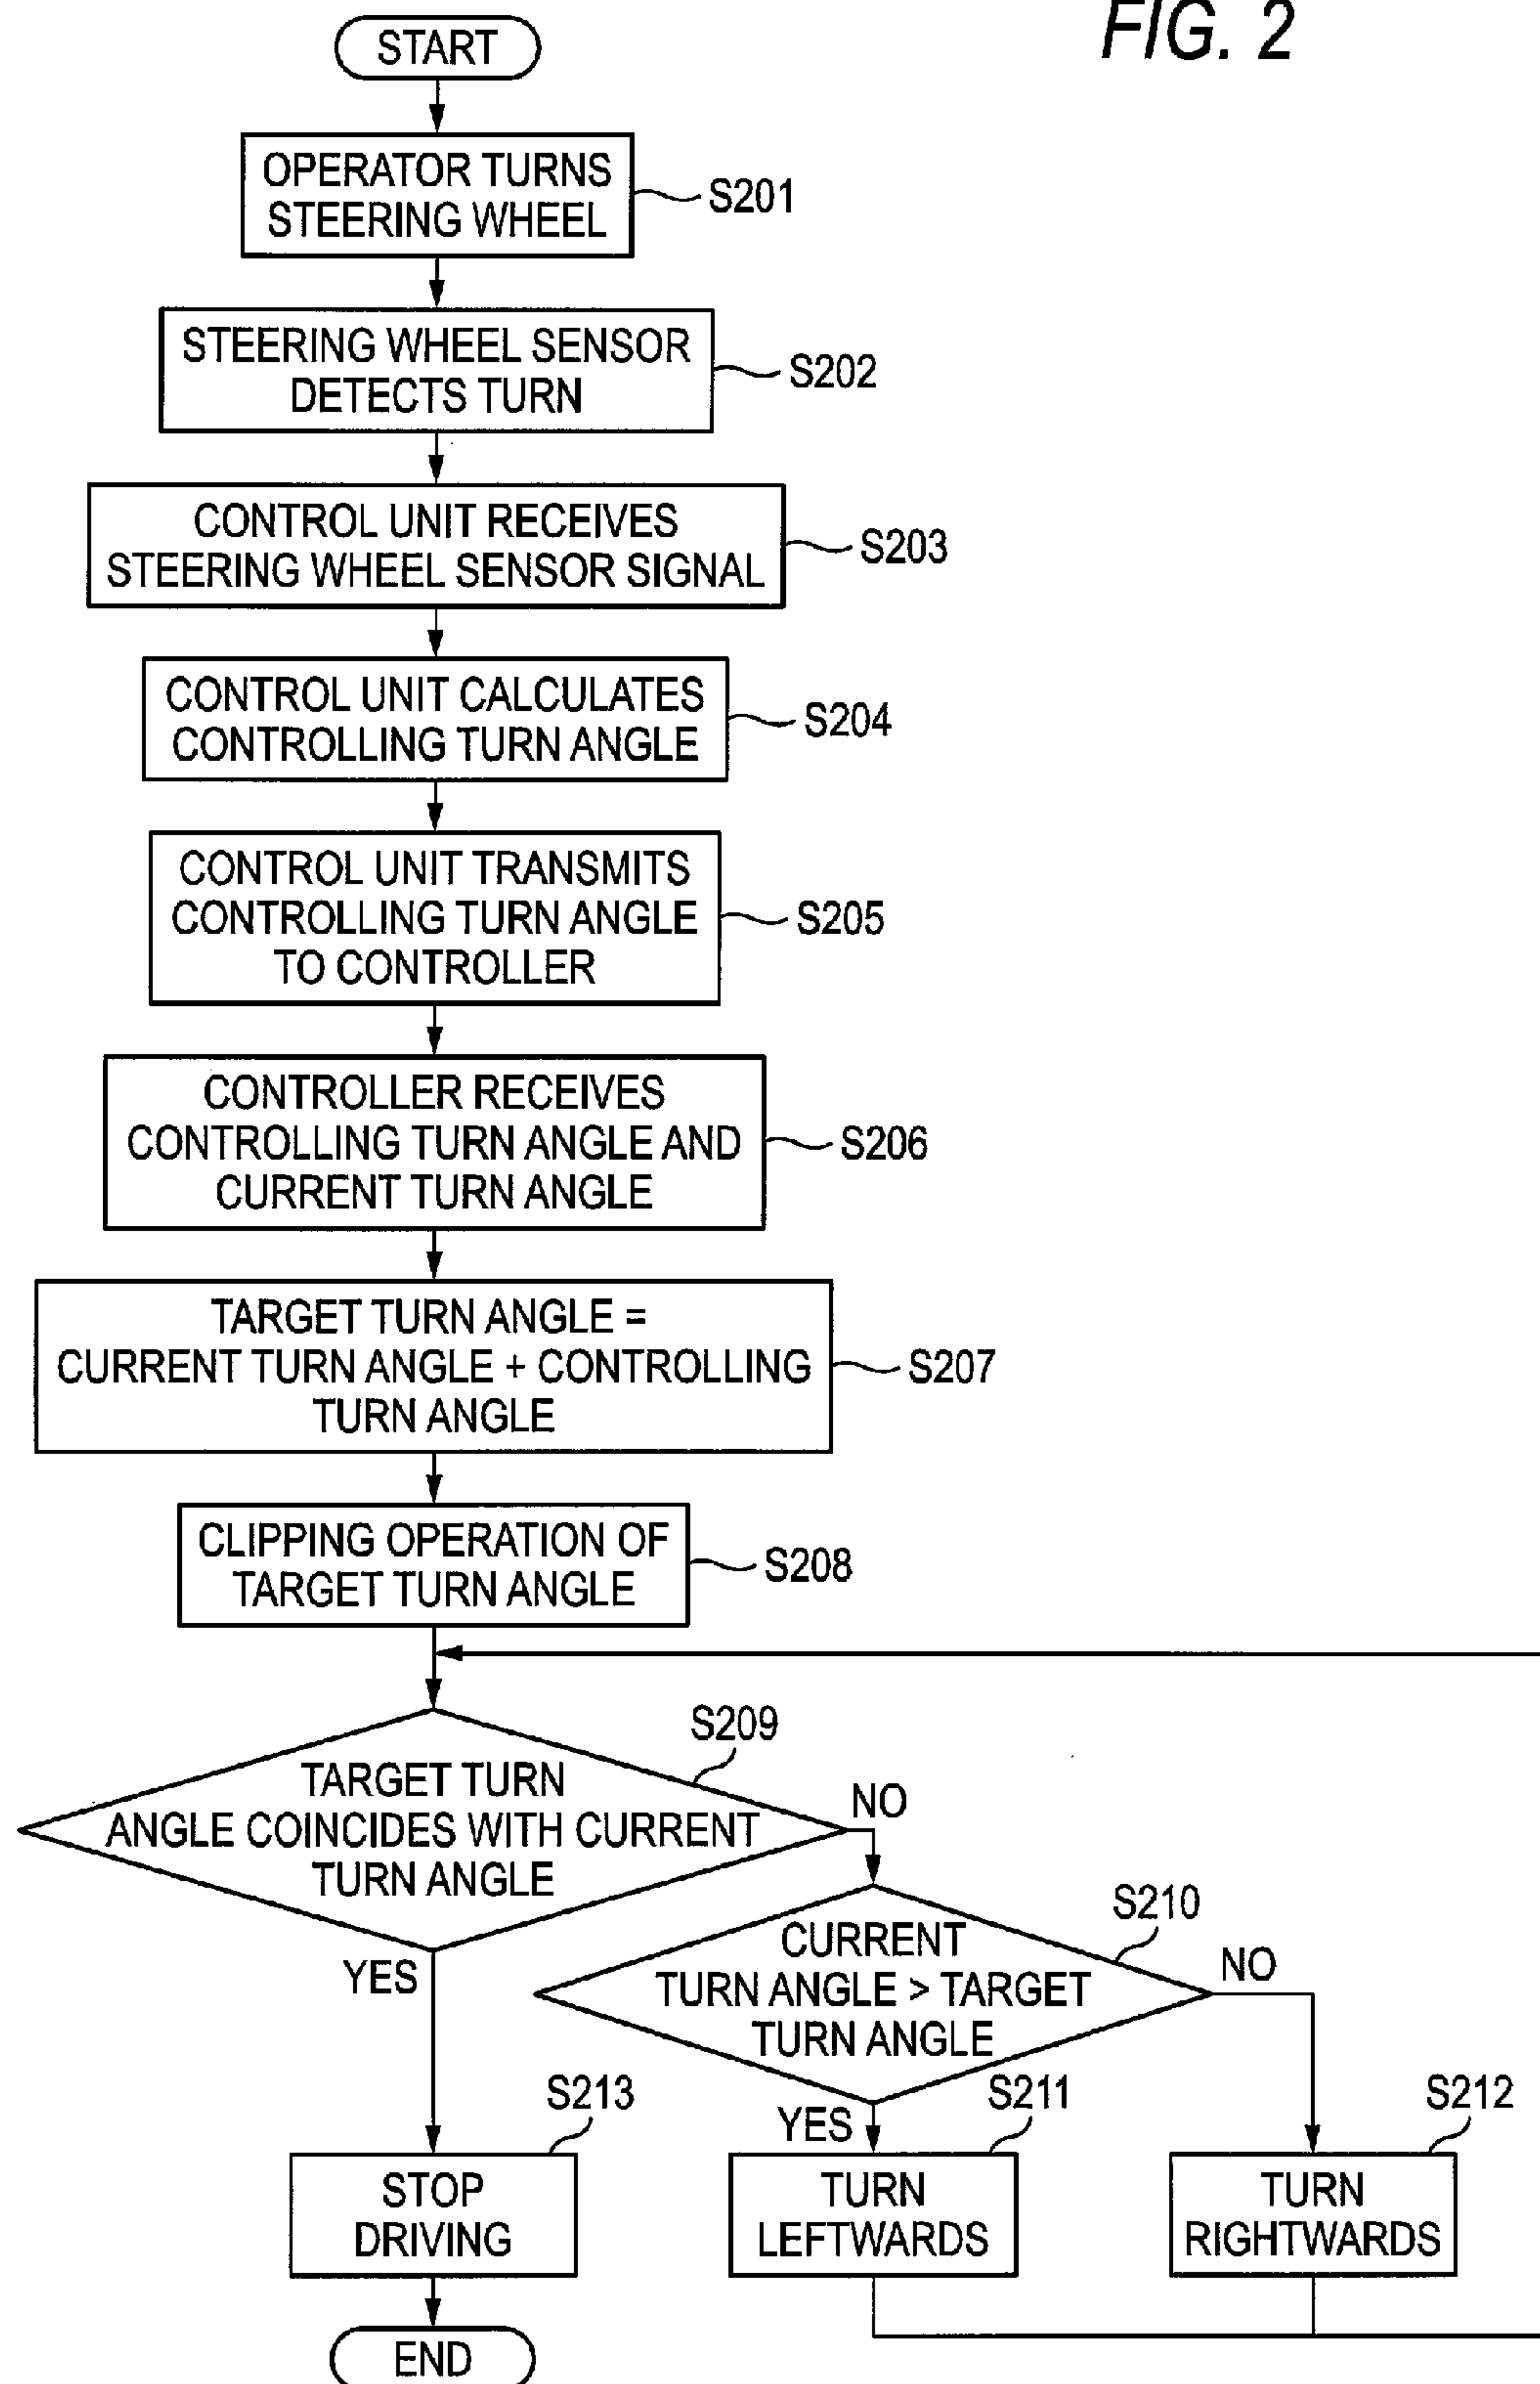 FIG. 2
START
OPERATOR TURNS
STEERING WHEEL
S201
STEERING WHEEL SENSOR
DETECTS TURN
S202
CONTROL UNIT RECEIVES
STEERING WHEEL SENSOR SIGNAL
S203
CONTROL UNIT CALCULATES
CONTROLLING TURN ANGLE
S204
CONTROL UNIT TRANSMITS
CONTROLLING TURN ANGLE
TO CONTROLLER
S205
CONTROLLER RECEIVES
CONTROLLING TURN ANGLE AND
CURRENT TURN ANGLE
S206
TARGET TURN ANGLE =
CURRENT TURN ANGLE + CONTROLLING
TURN ANGLE
S207
CLIPPING OPERATION OF
TARGET TURN ANGLE
S208
S209
TARGET TURN
ANGLE COINCIDES WITH CURRENT
TURN ANGLE
NO
YES
S210
CURRENT
TURN ANGLE > TARGET
TURN ANGLE
NO
YES
S213
STOP
DRIVING
S211
TURN
LEFTWARDS
S212
TURN
RIGHTWARDS
END